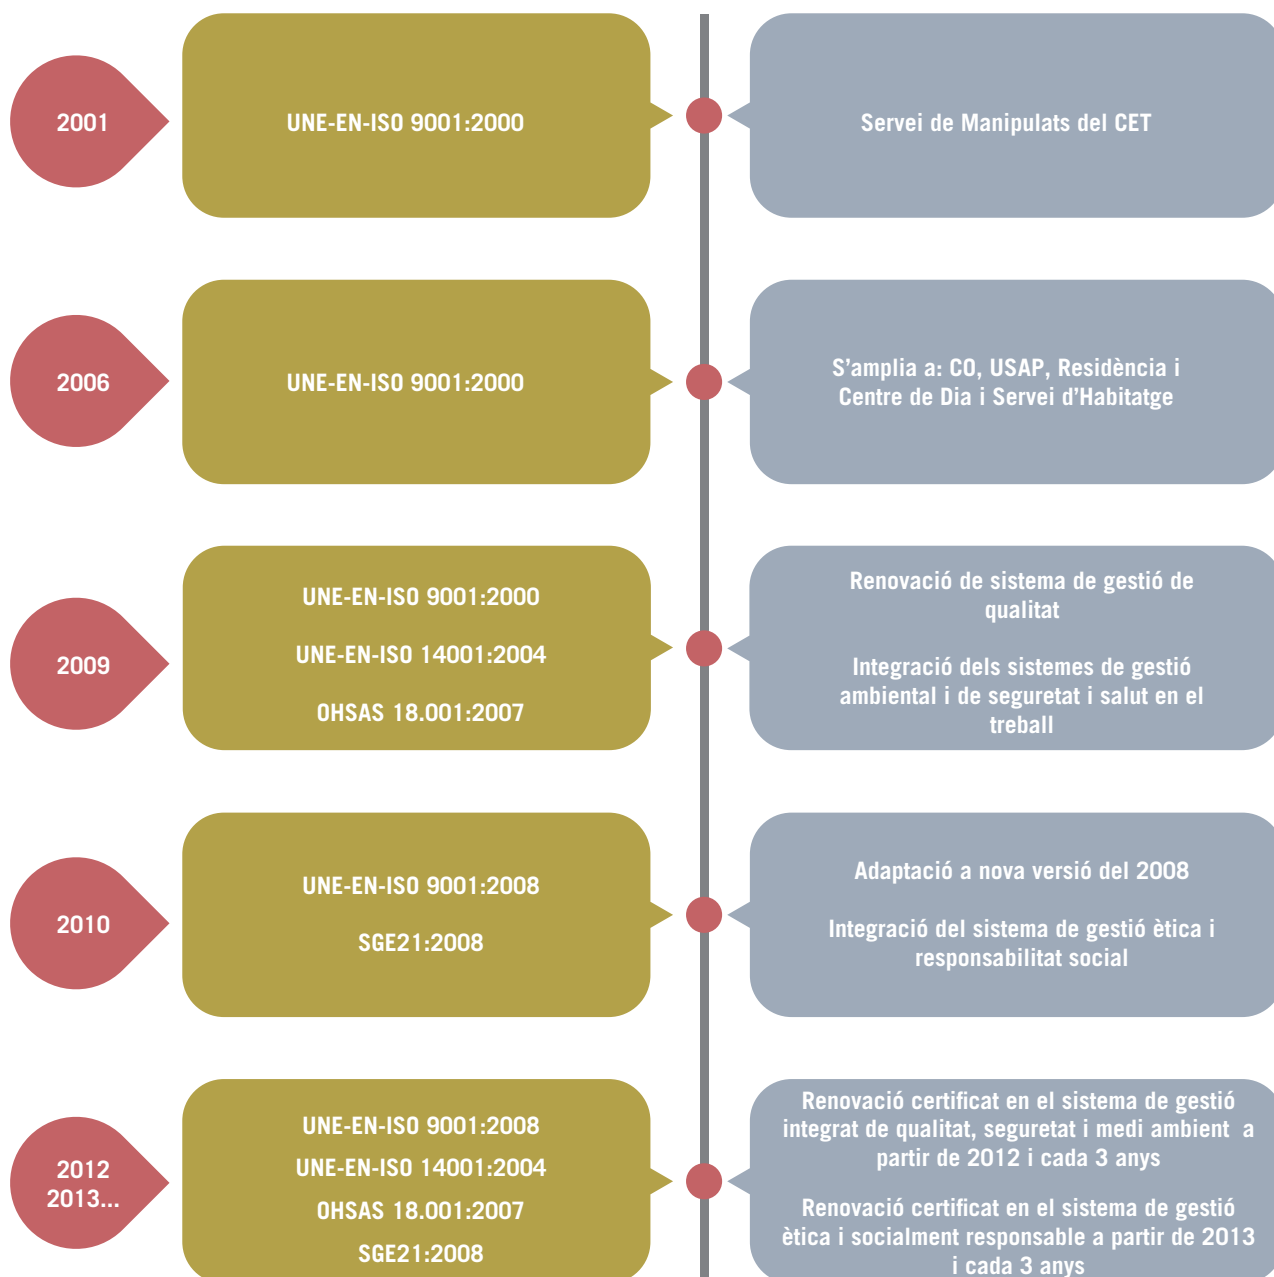 2001
UNE-EN-ISO 9001:2000
Servei de Manipulats del CET
2006
UNE-EN-ISO 9001:2000
S'amplia a: CO, USAP, Residència i
Centre de Dia i Servei d'Habitatge
2009
UNE-EN-ISO 9001:2000
UNE-EN-ISO 14001:2004
OHSAS 18.001:2007
Renovació de sistema de gestió de
qualitat
Integració dels sistemes de gestió
ambiental i de seguretat i salut en el
treball
2010
UNE-EN-ISO 9001:2008
SGE21:2008
Adaptació a nova versió del 2008
Integració del sistema de gestió ètica i
responsabilitat social
2012
2013...
UNE-EN-ISO 9001:2008
UNE-EN-ISO 14001:2004
OHSAS 18.001:2007
SGE21:2008
Renovació certificat en el sistema de gestió
integrat de qualitat, seguretat i medi ambient a
partir de 2012 i cada 3 anys
Renovació certificat en el sistema de gestió
ètica i socialment responsable a partir de 2013
i cada 3 anys